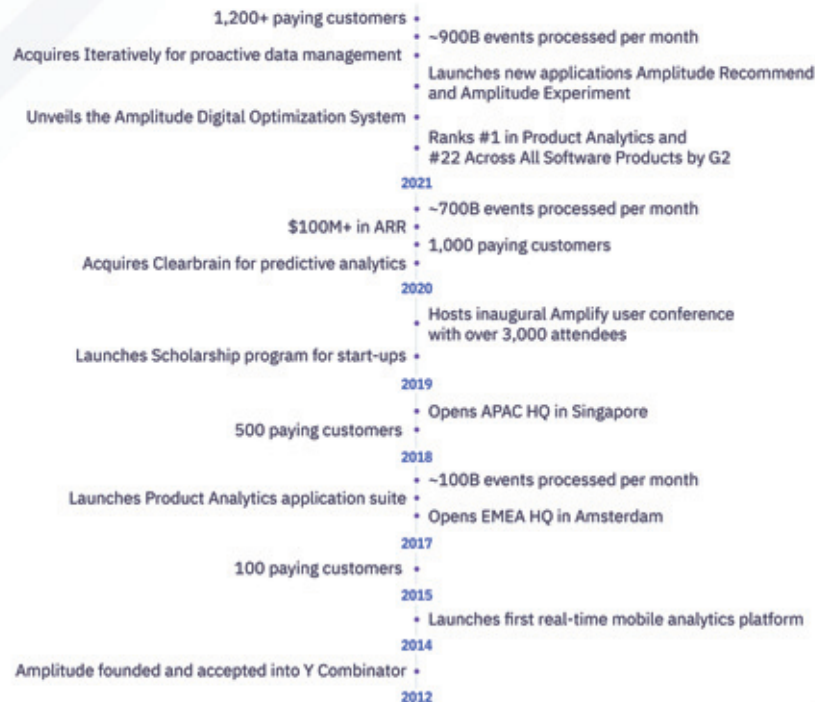 1,200+ paying customers
~900B events processed per month
Acquires Iteratively for proactive data management
Launches new applications Amplitude Recommend
and Amplitude Experiment
Unveils the Amplitude Digital Optimization System
Ranks #1 in Product Analytics and
#22 Across All Software Products by G2
2021
~700B events processed per month
$100M+ in ARR
1,000 paying customers
Acquires Clearbrain for predictive analytics
2020
Hosts inaugural Amplify user conference
with over 3,000 attendees
Launches Scholarship program for start-ups
2019
Opens APAC HQ in Singapore
500 paying customers
2018
~100B events processed per month
Launches Product Analytics application suite
Opens EMEA HQ in Amsterdam
2017
100 paying customers
2015
Launches first real-time mobile analytics platform
2014
Amplitude founded and accepted into Y Combinator
2012